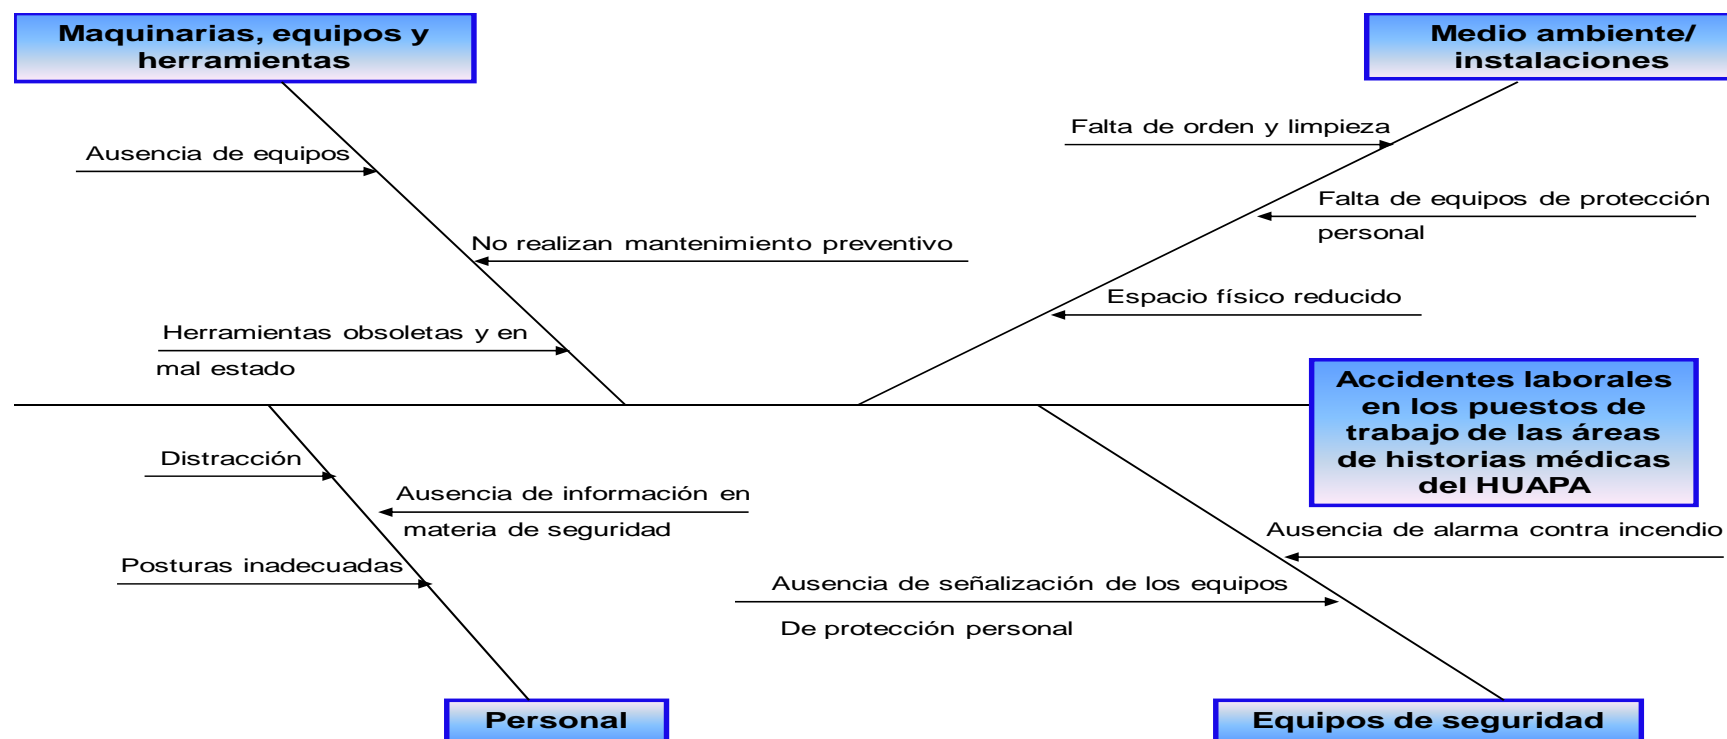 Maquinarias, equipos y
herramientas
Medio ambiente/
instalaciones
Falta de orden y limpieza
Ausencia de equipos
Falta de equipos de protección
personal
No realizan mantenimiento preventivo
Espacio físico reducido
Herramientas obsoletas y en
mal estado
Accidentes laborales
en los puestos de
trabajo de las áreas
de historias médicas
del HUAPA
Distracción
Ausencia de información en
materia de seguridad
Posturas inadecuadas
Ausencia de alarma contra incendio
Ausencia de señalización de los equipos
De protección personal
Personal
Equipos de seguridad